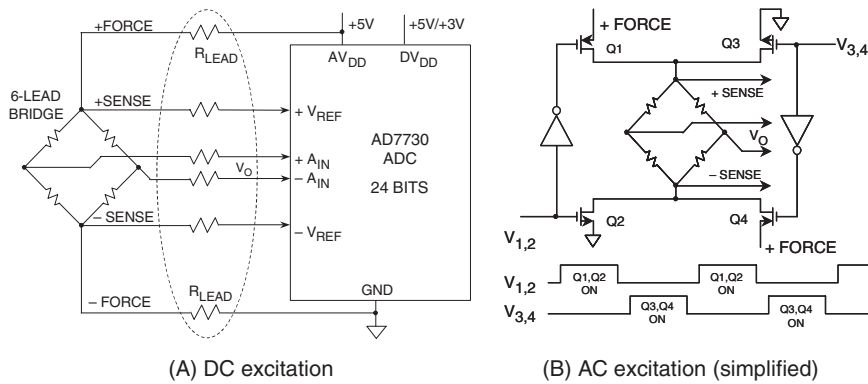 +FORCE
R_LEAD
+5V
+5V/+3V
AV_DD
DV_DD
6-LEAD
BRIDGE
+SENSE
+ V_REF
AD7730
ADC
24 BITS
+ A_IN
V_O
− A_IN
− SENSE
− V_REF
R_LEAD
− FORCE
GND
(A) DC excitation
B)
+ FORCE
Q1
Q3
V_3,4
+ SENSE
V_O
− SENSE
Q2
Q4
V_1,2
+ FORCE
V_1,2
Q1,Q2
ON
Q1,Q2
ON
V_3,4
Q3,Q4
ON
Q3,Q4
ON
(B) AC excitation (simplified)